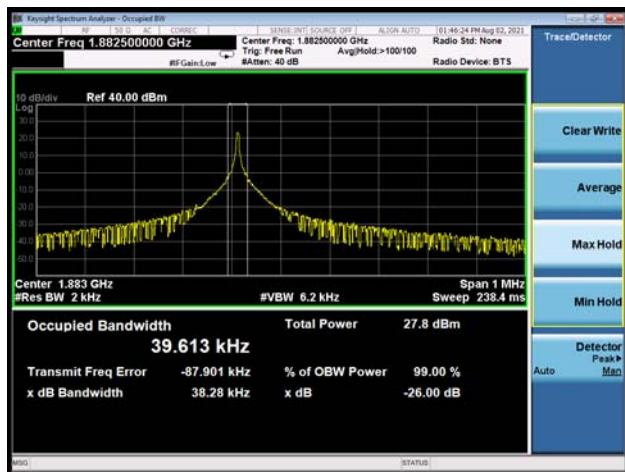 Keysight Spectrum Analyzer - Occupied BW
RF 50 Ω AC CORREC SENSE:INT SOURCE OFF ALIGN AUTO 01:46:24 PM Aug 02, 2021
Center Freq 1.882500000 GHz Center Freq: 1.882500000 GHz Radio Std: None Trace/Detector
Trig: Free Run Avg|Hold:>100/100
#IFGain:Low #Atten: 40 dB Radio Device: BTS
10 dB/div Ref 40.00 dBm
Log
30.0
20.0
10.0
0.00
-10.0
-20.0
-30.0
-40.0
-50.0
Clear Write
Average
Max Hold
Min Hold
Center 1.883 GHz Span 1 MHz
#Res BW 2 kHz #VBW 6.2 kHz Sweep 238.4 ms
Occupied Bandwidth Total Power 27.8 dBm
39.613 kHz
Transmit Freq Error -87.901 kHz % of OBW Power 99.00 %
x dB Bandwidth 38.28 kHz x dB -26.00 dB
Detector
Peak▶
Auto Man
MSG STATUS